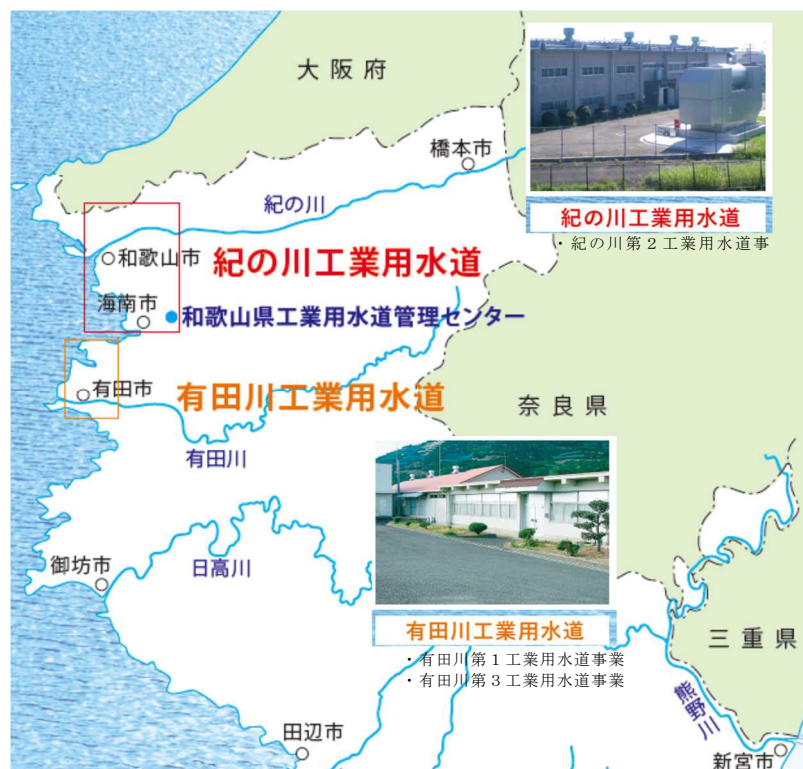 大阪府
橋本市
紀の川
紀の川工業用水道
・紀の川第２工業用水道事
和歌山市
紀の川工業用水道
海南市
和歌山県工業用水道管理センター
有田市
有田川工業用水道
奈良県
有田川
御坊市
日高川
有田川工業用水道
・有田川第１工業用水道事業
・有田川第３工業用水道事業
三重県
熊野川
田辺市
新宮市